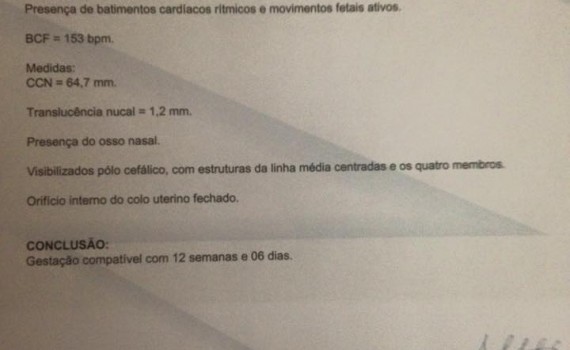 Presença de batimentos cardíacos rítmicos e movimentos fetais ativos.
BCF = 153 bpm.
Medidas:
CCN = 64,7 mm.
Translucência nucal = 1,2 mm.
Presença do osso nasal.
Visibilizados pólo cefálico, com estruturas da linha média centradas e os quatro membros.
Orifício interno do colo uterino fechado.
CONCLUSÃO:
Gestação compatível com 12 semanas e 06 dias.